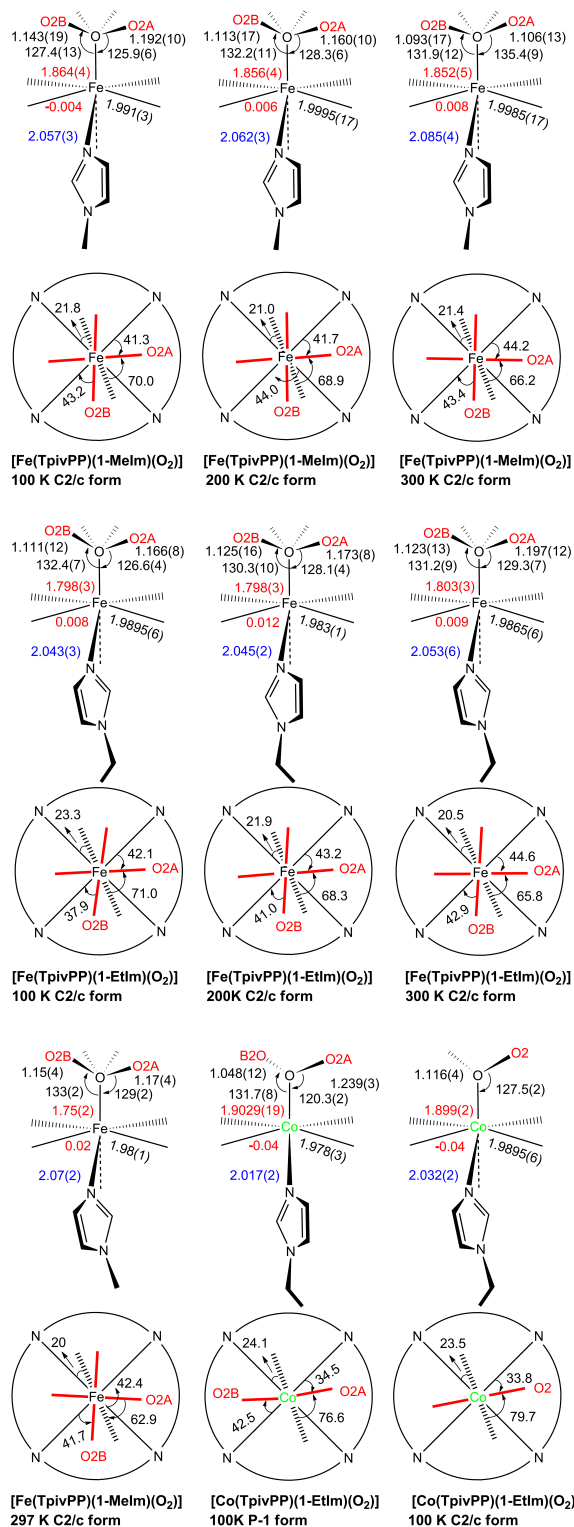 O2B O2A O2B O2A O2B O2A
1.143(19) O 1.192(10) 1.113(17) O 1.160(10) 1.093(17) O 1.106(13)
127.4(13) 125.9(6) 132.2(11) 128.3(6) 131.9(12) 135.4(9)
1.864(4) 1.856(4) 1.852(5)
Fe Fe Fe
-0.004 1.991(3) 0.006 1.9995(17) 0.008 1.9985(17)
2.057(3) 2.062(3) 2.085(4)
N N N
N N N
N N N N N N
21.8 21.0 21.4
41.3 41.7 44.2
Fe O2A Fe O2A Fe O2A
70.0 68.9 66.2
43.2 44.0 43.4
O2B O2B O2B
N N N N N N
[Fe(TpivPP)(1-MeIm)(O2)] [Fe(TpivPP)(1-MeIm)(O2)] [Fe(TpivPP)(1-MeIm)(O2)]
100 K C2/c form 200 K C2/c form 300 K C2/c form
O2B O2A O2B O2A O2B O2A
1.111(12) O 1.166(8) 1.125(16) O 1.173(8) 1.123(13) O 1.197(12)
132.4(7) 126.6(4) 130.3(10) 128.1(4) 131.2(9) 129.3(7)
1.798(3) 1.798(3) 1.803(3)
Fe Fe Fe
0.008 1.9895(6) 0.012 1.983(1) 0.009 1.9865(6)
2.043(3) 2.045(2) 2.053(6)
N N N
N N N
N N N N N N
23.3 21.9 20.5
42.1 43.2 44.6
Fe O2A Fe O2A Fe O2A
71.0 68.3 65.8
37.9 41.0 42.9
O2B O2B O2B
N N N N N N
[Fe(TpivPP)(1-EtIm)(O2)] [Fe(TpivPP)(1-EtIm)(O2)] [Fe(TpivPP)(1-EtIm)(O2)]
100 K C2/c form 200K C2/c form 300 K C2/c form
O2B O2A B2O O2A O2
1.15(4) O 1.17(4) 1.048(12) O 1.239(3) 1.116(4) O
133(2) 129(2) 131.7(8) 120.3(2) 127.5(2)
1.75(2) 1.9029(19) 1.899(2)
Fe Co Co
0.02 1.98(1) -0.04 1.978(3) -0.04 1.9895(6)
2.07(2) 2.017(2) 2.032(2)
N N N
N N N
N N N N N N
20 24.1 23.5
42.4 34.5 33.8
Fe O2A O2B Co O2A Co O2
62.9 76.6 79.7
41.7 42.5
O2B
N N N N N N
[Fe(TpivPP)(1-MeIm)(O2)] [Co(TpivPP)(1-EtIm)(O2)] [Co(TpivPP)(1-EtIm)(O2)]
297 K C2/c form 100K P-1 form 100 K C2/c form